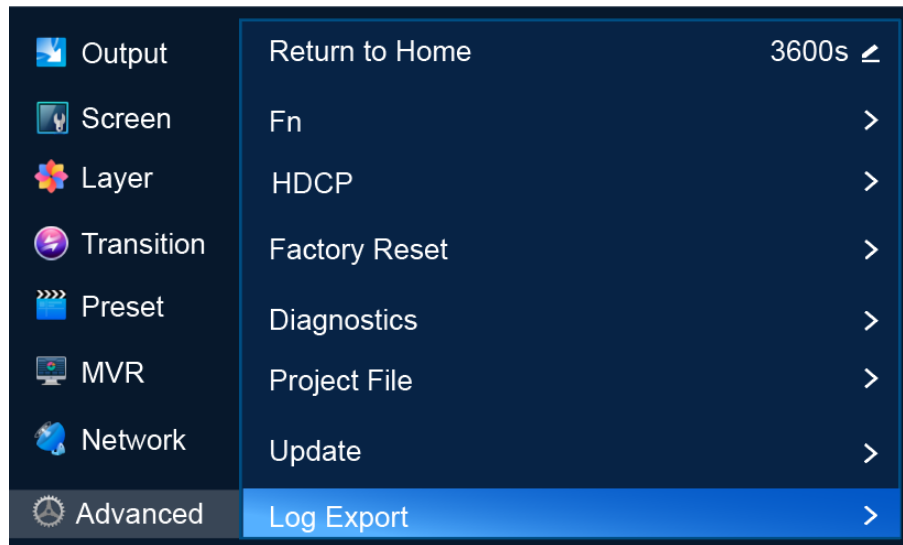 Output
Screen
Layer
Transition
Preset
MVR
Network
Advanced
Return to Home 3600s
Fn
HDCP
Factory Reset
Diagnostics
Project File
Update
Log Export